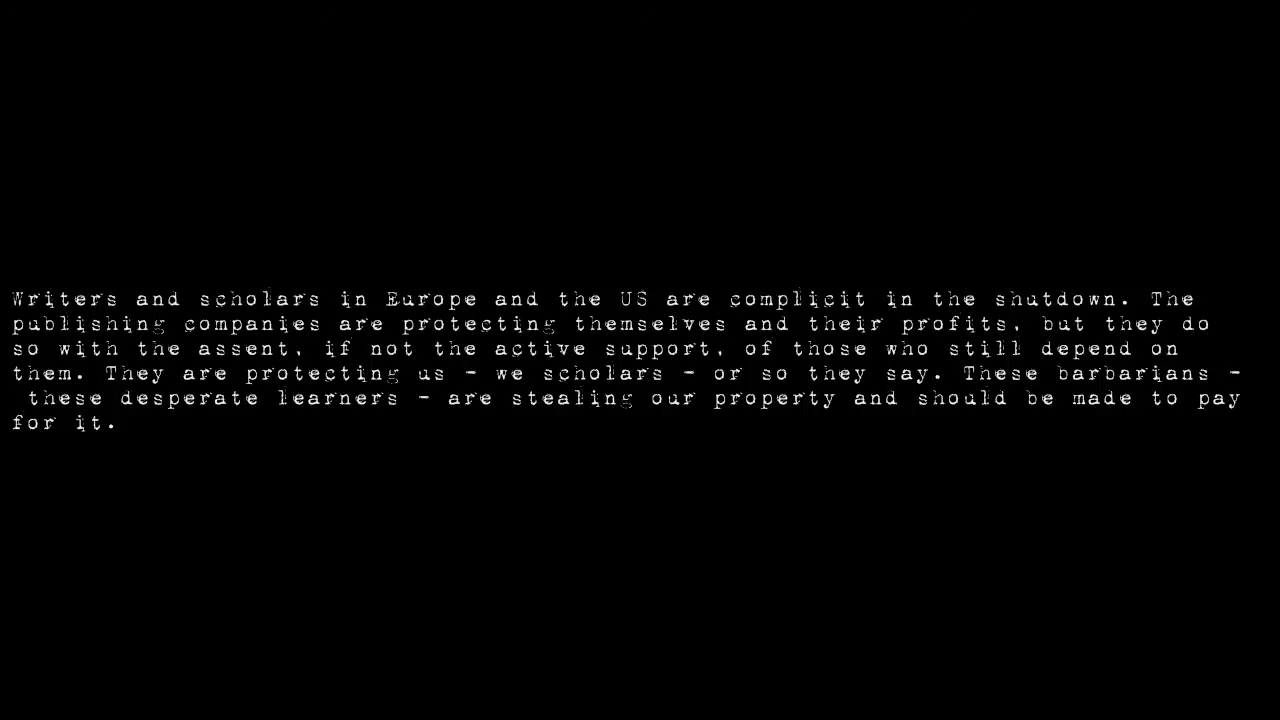 Writers and scholars in Europe and the US are complicit in the shutdown. The
publishing companies are protecting themselves and their profits, but they do
so with the assent, if not the active support, of those who still depend on
them. They are protecting us - we scholars - or so they say. These barbarians -
these desperate learners - are stealing our property and should be made to pay
for it.